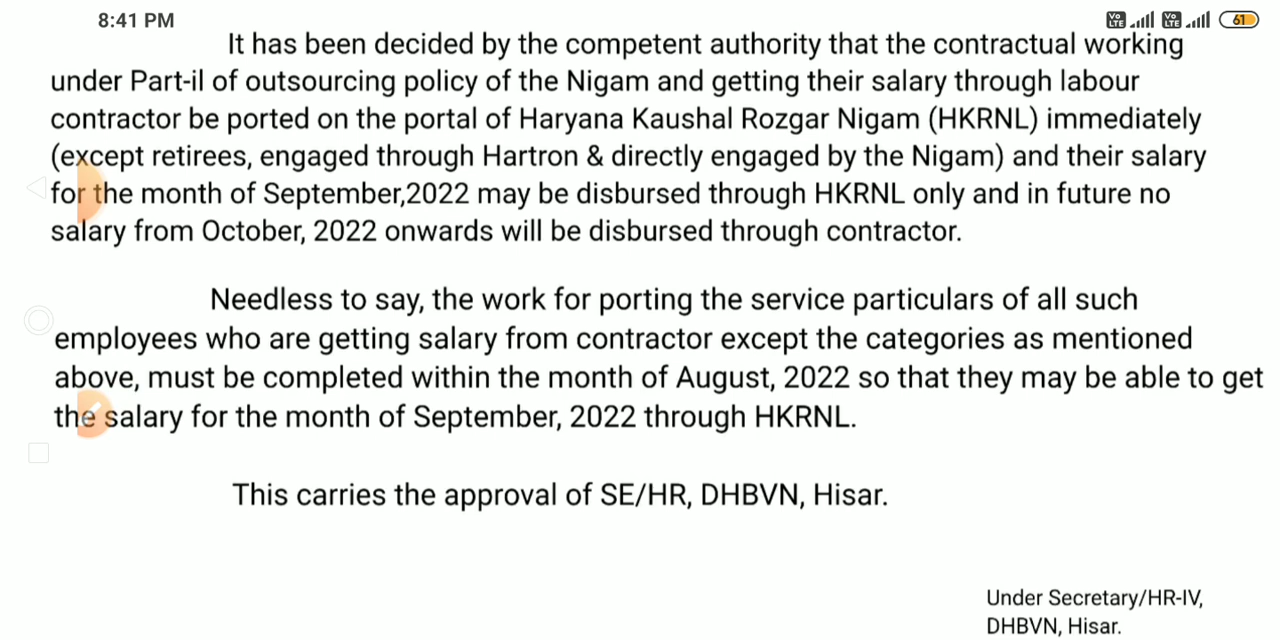 8:41 PM
Vo LTE Vo LTE 61
It has been decided by the competent authority that the contractual working
under Part-il of outsourcing policy of the Nigam and getting their salary through labour
contractor be ported on the portal of Haryana Kaushal Rozgar Nigam (HKRNL) immediately
(except retirees, engaged through Hartron & directly engaged by the Nigam) and their salary
for the month of September,2022 may be disbursed through HKRNL only and in future no
salary from October, 2022 onwards will be disbursed through contractor.
Needless to say, the work for porting the service particulars of all such
employees who are getting salary from contractor except the categories as mentioned
above, must be completed within the month of August, 2022 so that they may be able to get
the salary for the month of September, 2022 through HKRNL.
This carries the approval of SE/HR, DHBVN, Hisar.
Under Secretary/HR-IV,
DHBVN, Hisar.